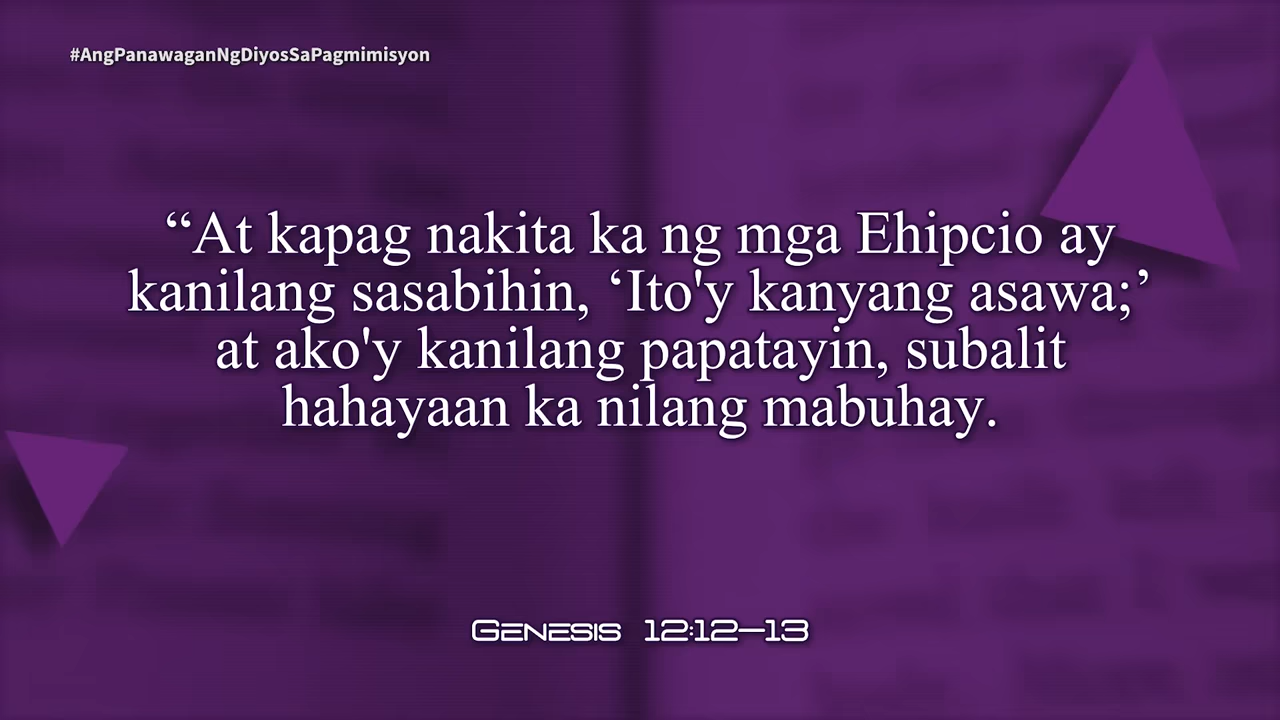 #AngPanawaganNgDiyosSaPagmimisyon
“At kapag nakita ka ng mga Ehipcio ay
kanilang sasabihin, ‘Ito'y kanyang asawa;’
at ako'y kanilang papatayin, subalit
hahayaan ka nilang mabuhay.
Genesis 12:12–13